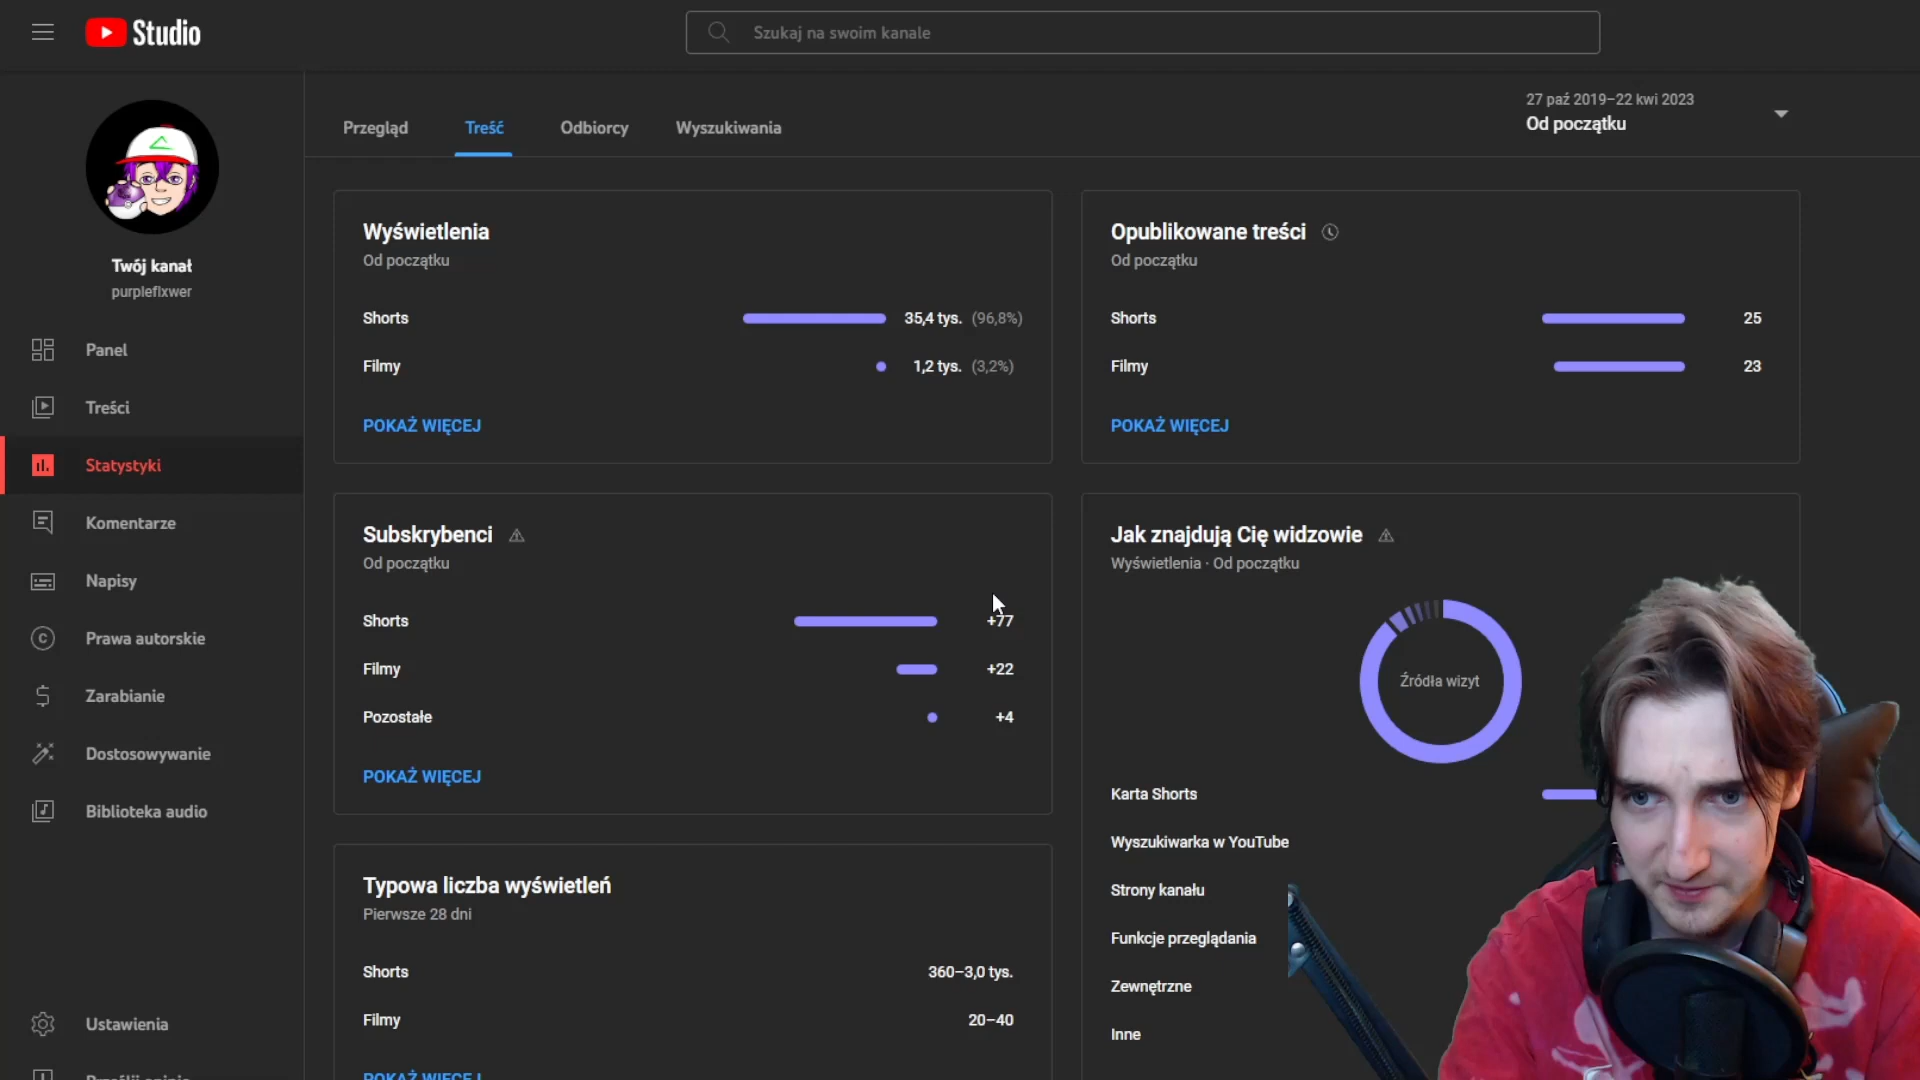 Studio
Szukaj na swoim kanale
Twój kanał
purplefixwer
Panel
Treści
Statystyki
Komentarze
Napisy
Prawa autorskie
Zarabianie
Dostosowywanie
Biblioteka audio
Ustawienia
Przegląd
Treść
Odbiorcy
Wyszukiwania
27 paź 2019–22 kwi 2023
Od początku
Wyświetlenia
Od początku
Shorts 35,4 tys. (96,8%)
Filmy 1,2 tys. (3,2%)
POKAŻ WIĘCEJ
Opublikowane treści
Od początku
Shorts 25
Filmy 23
POKAŻ WIĘCEJ
Subskrybenci
Od początku
Shorts +77
Filmy +22
Pozostałe +4
POKAŻ WIĘCEJ
Jak znajdują Cię widzowie
Wyświetlenia · Od początku
Źródła wizyt
Karta Shorts
Wyszukiwarka w YouTube
Strony kanału
Funkcje przeglądania
Zewnętrzne
Inne
Typowa liczba wyświetleń
Pierwsze 28 dni
Shorts 360–3,0 tys.
Filmy 20–40
POKAŻ WIĘCEJ